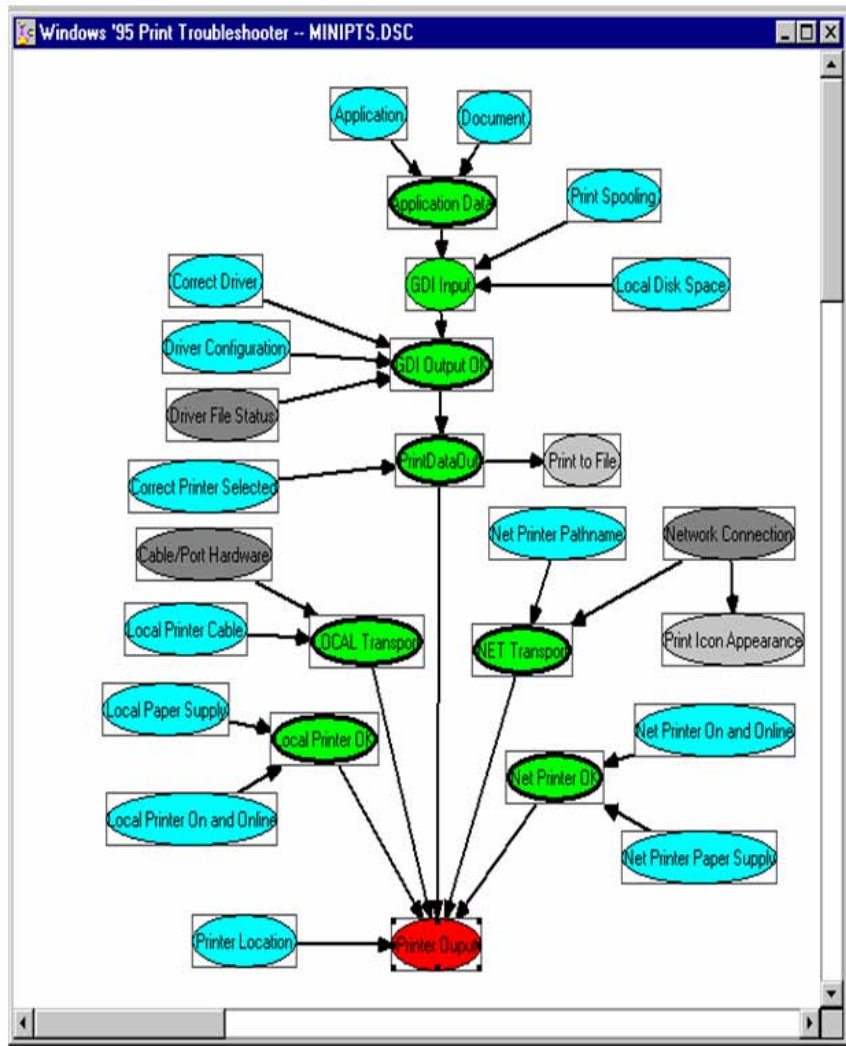 Windows '95 Print Troubleshooter -- MINIPTS.DSC
Application
Document
Application Data
Print Spooling
Correct Driver
GDI Input
Local Disk Space
Driver Configuration
GDI Output OK
Driver File Status
PrintDataOut
Print to File
Correct Printer Selected
Net Printer Pathname
Network Connection
Cable/Port Hardware
Local Printer Cable
OCAL Transpor
NET Transpor
Print Icon Appearance
Local Paper Supply
Local Printer OK
Net Printer On and Online
Net Printer OK
Local Printer On and Online
Net Printer Paper Supply
Printer Location
Printer Ouput